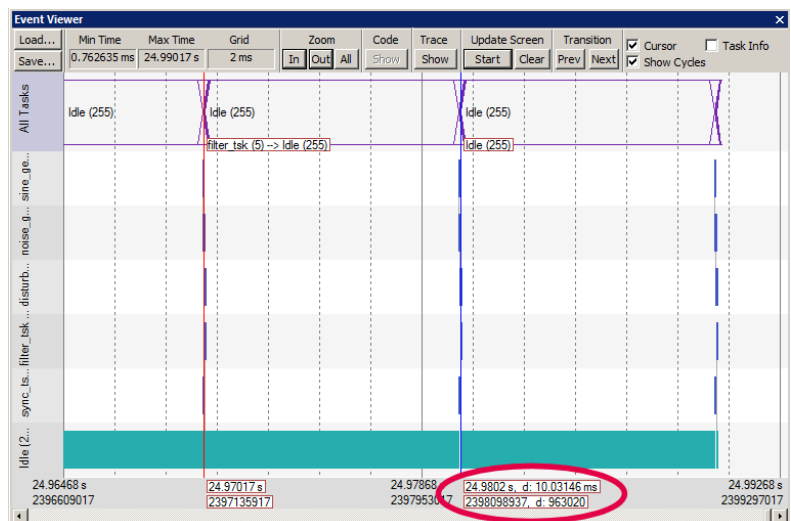 Event Viewer
Load... Min Time Max Time Grid Zoom Code Trace Update Screen Transition Cursor Task Info
Save... 0.762635 ms 24.99017 s 2 ms In Out All Show Show Start Clear Prev Next Show Cycles
All Tasks
Idle (255) Idle (255) Idle (255)
filter_tsk (5) --> Idle (255) Idle (255)
sine_ge...
noise_g...
disturb...
filter_tsk ...
sync_ts...
Idle (2...
24.96468 s 24.97017 s 24.97868 24.9802 s, d: 10.03146 ms 24.99268 s
2396609017 2397135917 2397953017 2398098937, d: 963020 2399297017